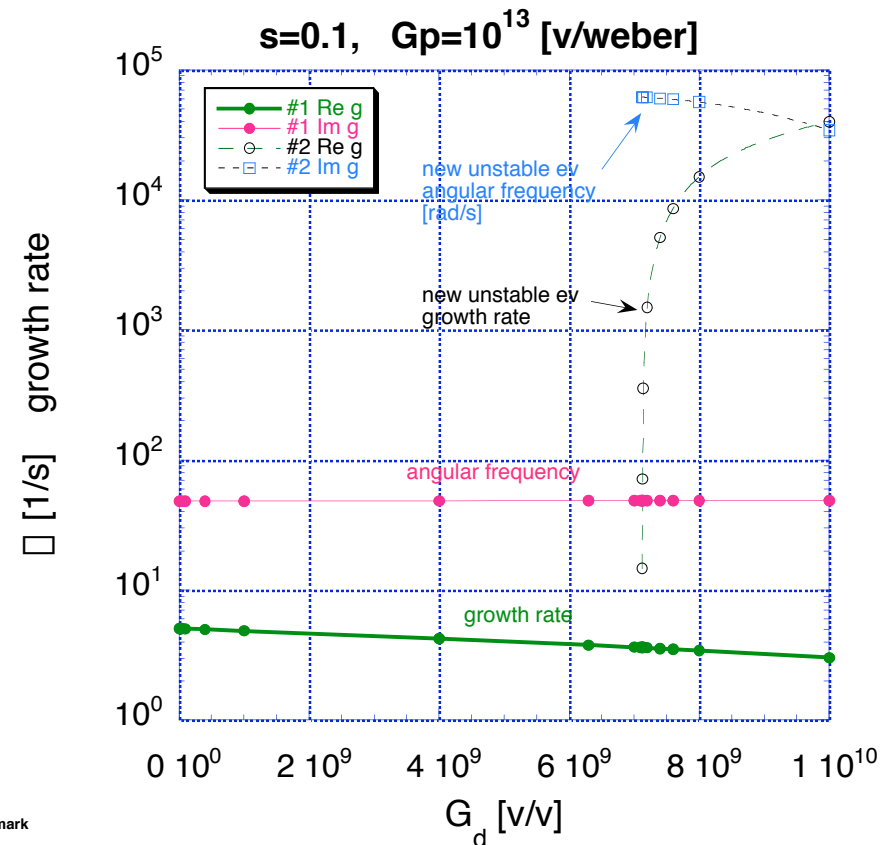 s=0.1, Gp=10^13 [v/weber]
10^5
#1 Re g
#1 Im g
#2 Re g
#2 Im g
new unstable ev
angular frequency
[rad/s]
10^4
new unstable ev
growth rate
10^3
□ [1/s] growth rate
10^2
angular frequency
10^1
growth rate
10^0
0 10^0 2 10^9 4 10^9 6 10^9 8 10^9 1 10^10
G_d [v/v]
mark